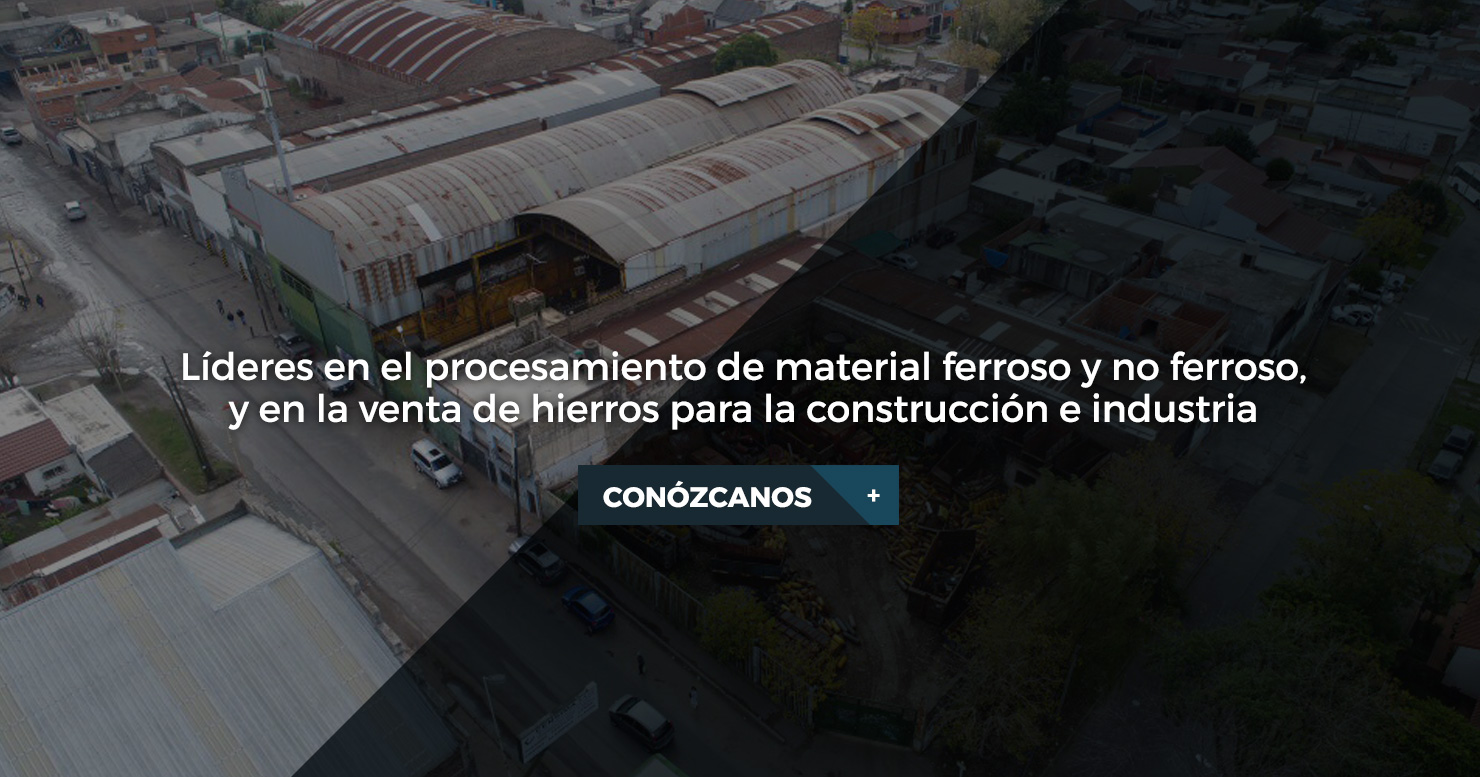 Líderes en el procesamiento de material ferroso y no ferroso,
y en la venta de hierros para la construcción e industria
CONÓZCANOS +